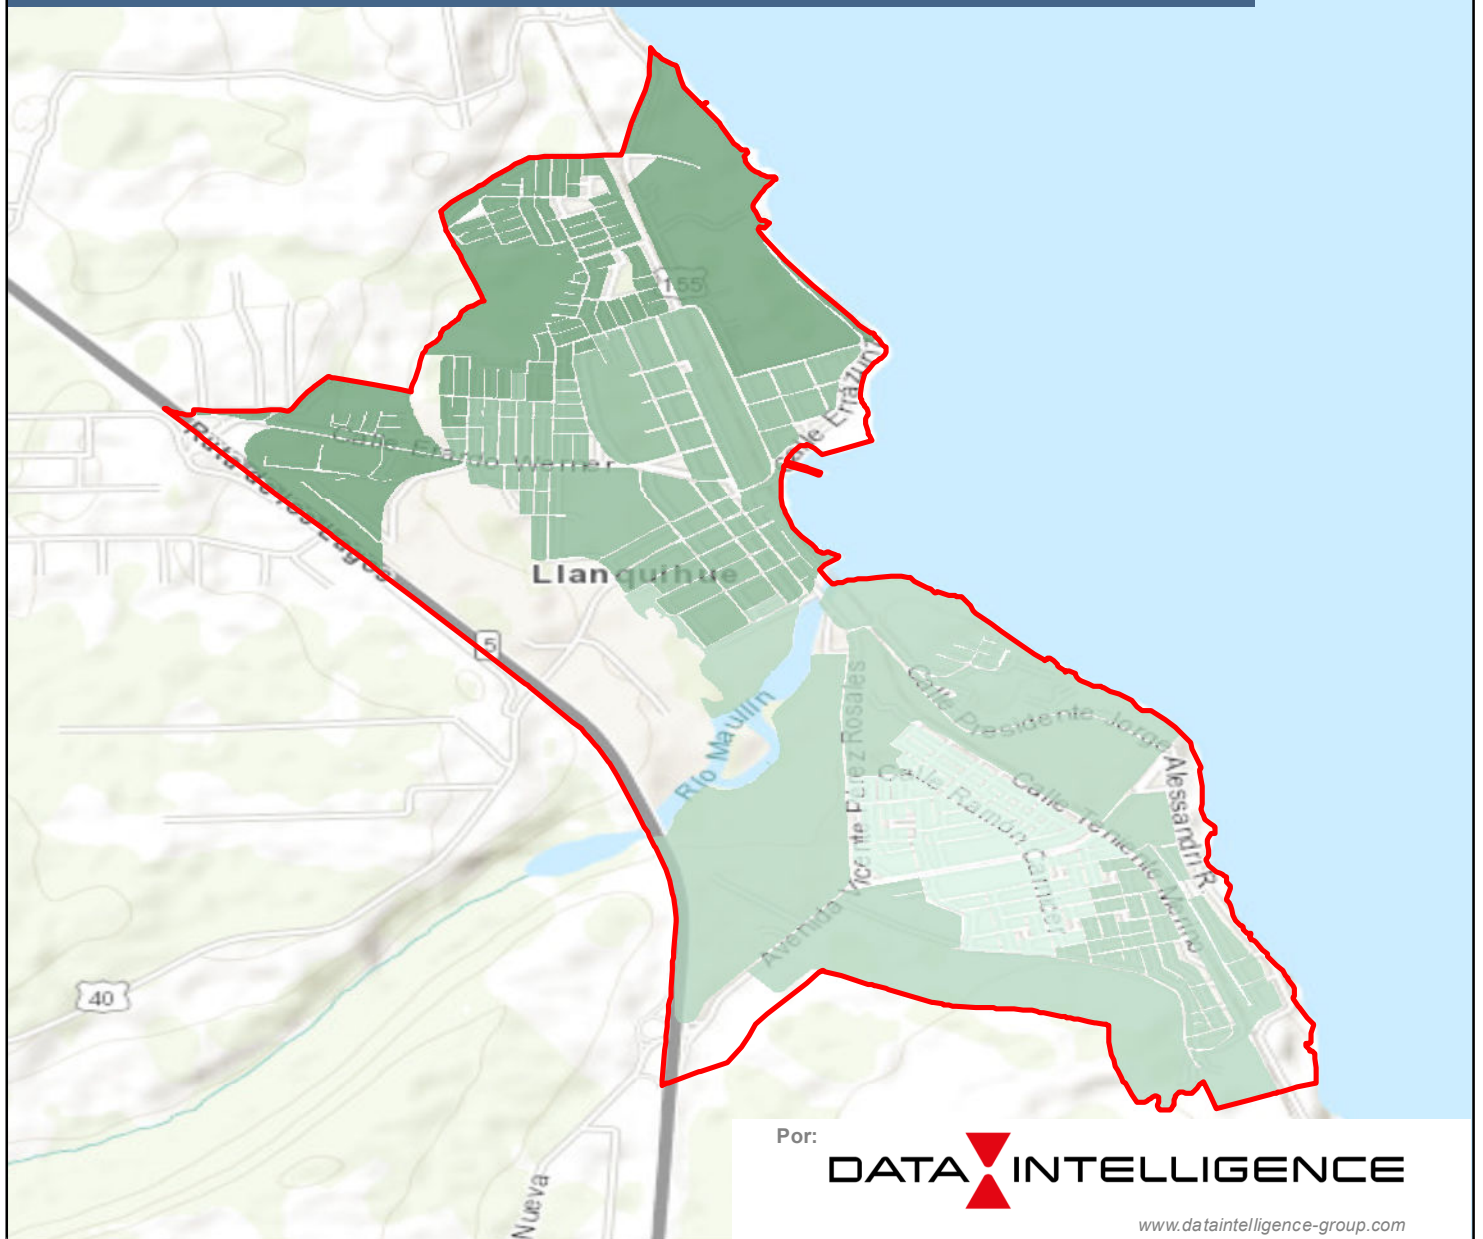 155
Calle Errázuriz
Calle Erardo Werner
Ruta de los Lagos
Llanquihue
5
Río Maullín
Avenida Vicente Pérez Rosales
Calle Presidente Jorge
Alessandri R
Calle Ramón
Calle Teniente Merino
40
Nueva
Por:
DATA INTELLIGENCE
www.dataintelligence-group.com